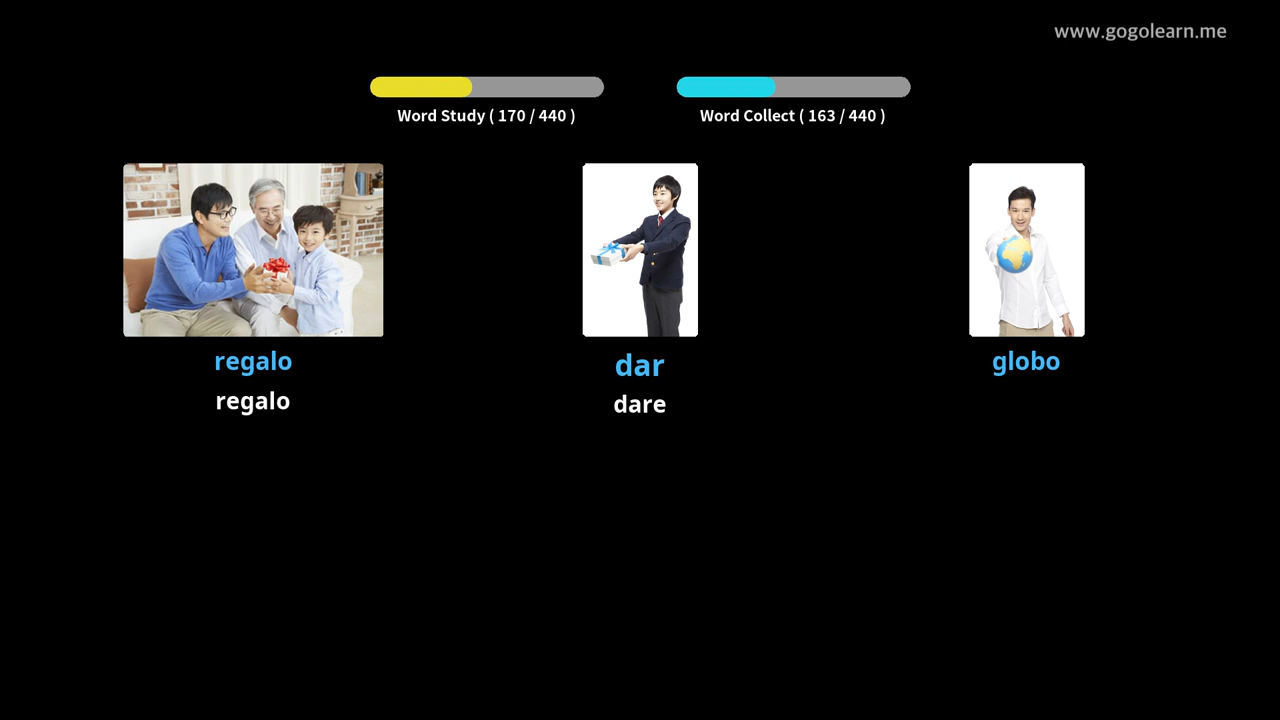 www.gogolearn.me
Word Study ( 170 / 440 )
Word Collect ( 163 / 440 )
regalo
regalo
dar
dare
globo